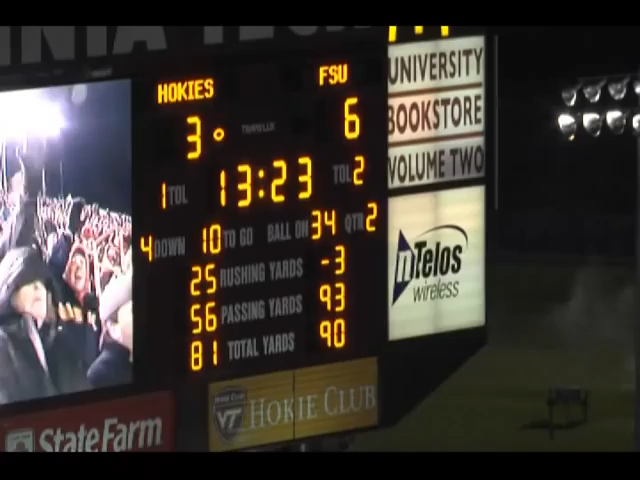 HOKIES FSU
3 6
1 TOL 13:23 TOL 2
4 DOWN 10 TO GO BALL ON 34 QTR 2
25 RUSHING YARDS -3
56 PASSING YARDS 93
81 TOTAL YARDS 90
UNIVERSITY
BOOKSTORE
VOLUME TWO
nTelos
wireless
VT HOKIE CLUB
StateFarm